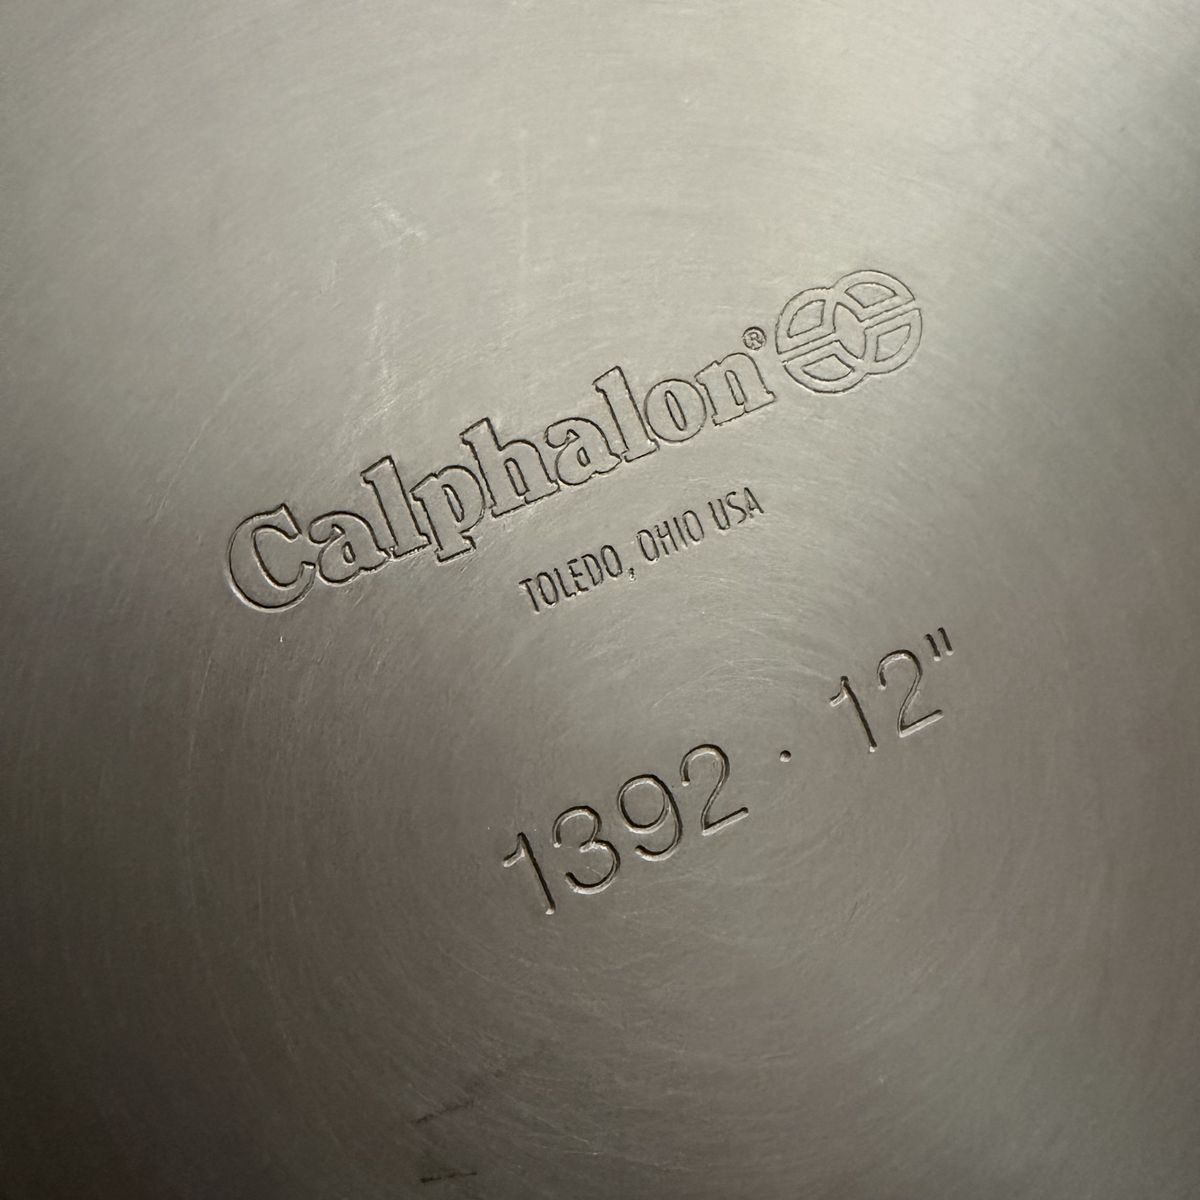 Calphalon®
TOLEDO, OHIO USA
1392 · 12"